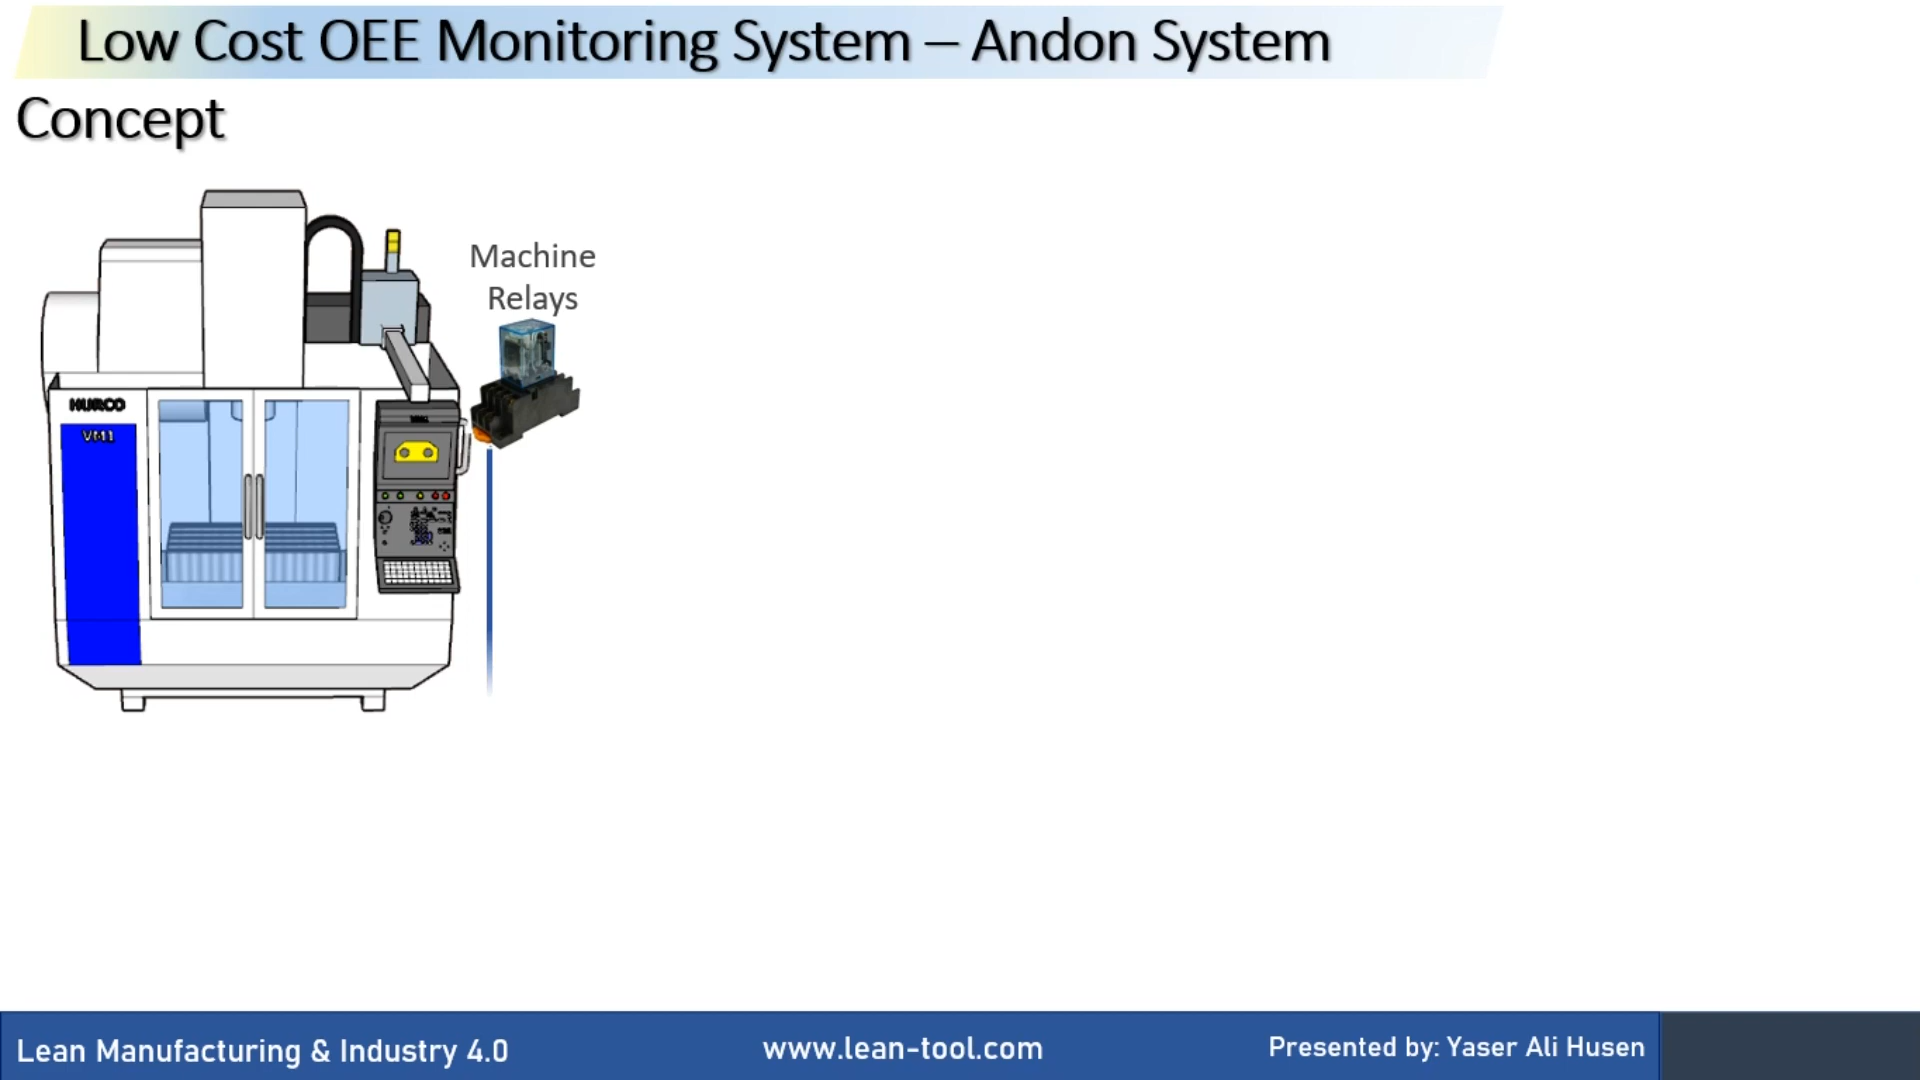 Low Cost OEE Monitoring System – Andon System
Concept
Machine
Relays
HURCO
VM1
Lean Manufacturing & Industry 4.0
www.lean-tool.com
Presented by: Yaser Ali Husen